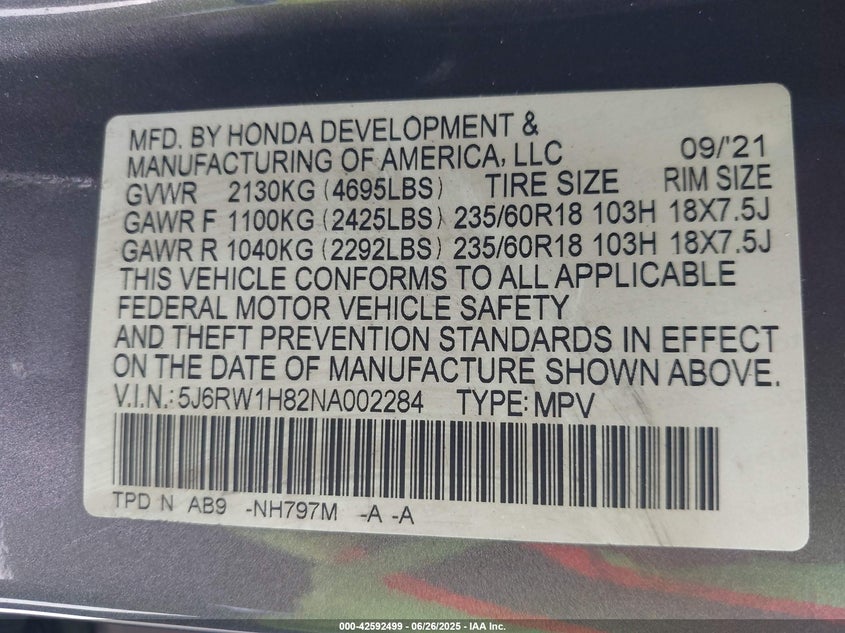 MFD. BY HONDA DEVELOPMENT &
MANUFACTURING OF AMERICA, LLC 09/'21
GVWR 2130KG (4695LBS) TIRE SIZE RIM SIZE
GAWR F 1100KG (2425LBS) 235/60R18 103H 18X7.5J
GAWR R 1040KG (2292LBS) 235/60R18 103H 18X7.5J
THIS VEHICLE CONFORMS TO ALL APPLICABLE
FEDERAL MOTOR VEHICLE SAFETY
AND THEFT PREVENTION STANDARDS IN EFFECT
ON THE DATE OF MANUFACTURE SHOWN ABOVE.
V.I.N.: 5J6RW1H82NA002284 TYPE: MPV
TPD N AB9 -NH797M -A -A
000-42592499 - 06/26/2025 - IAA Inc.